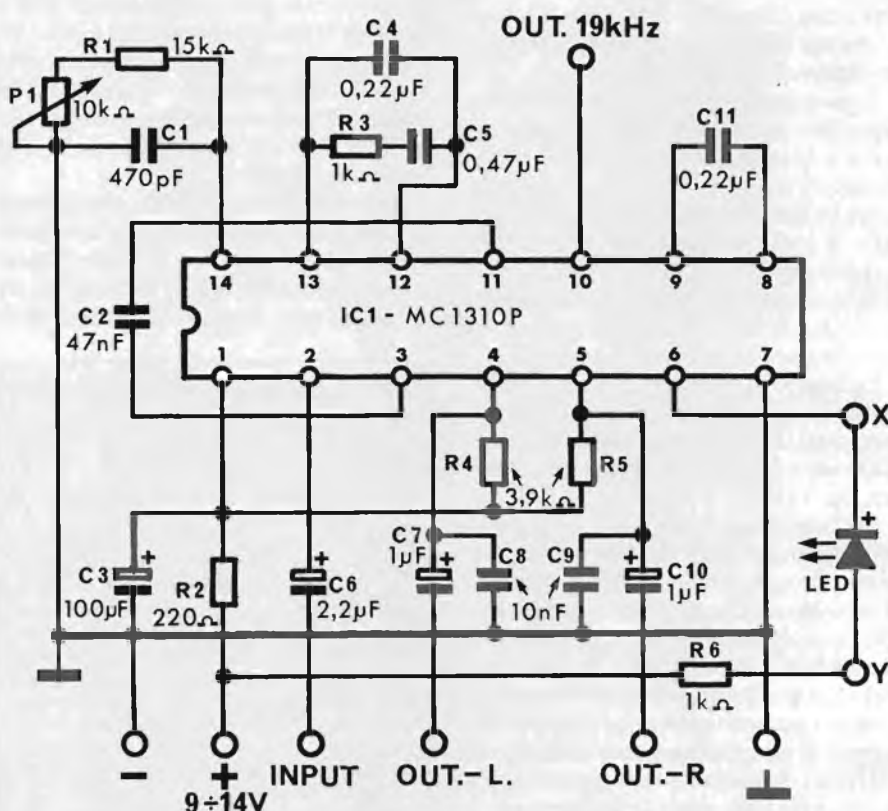 C4
OUT. 19kHz
R1 15kΩ
0,22µF
P1
10kΩ
R3
C5
C11
C1
1kΩ
0,47µF
470pF
0,22µF
14 13 12 11 10 9 8
C2
IC1 - MC1310P
47nF
1 2 3 4 5 6 7
X
R4
R5
3,9kΩ
+
C7
+
C3
+
R2
+
1µF
C8
C9
+
C10
LED
100µF
220Ω
C6
2,2µF
10nF
1µF
R6
Y
1kΩ
− + INPUT OUT.-L. OUT.-R
9÷14V